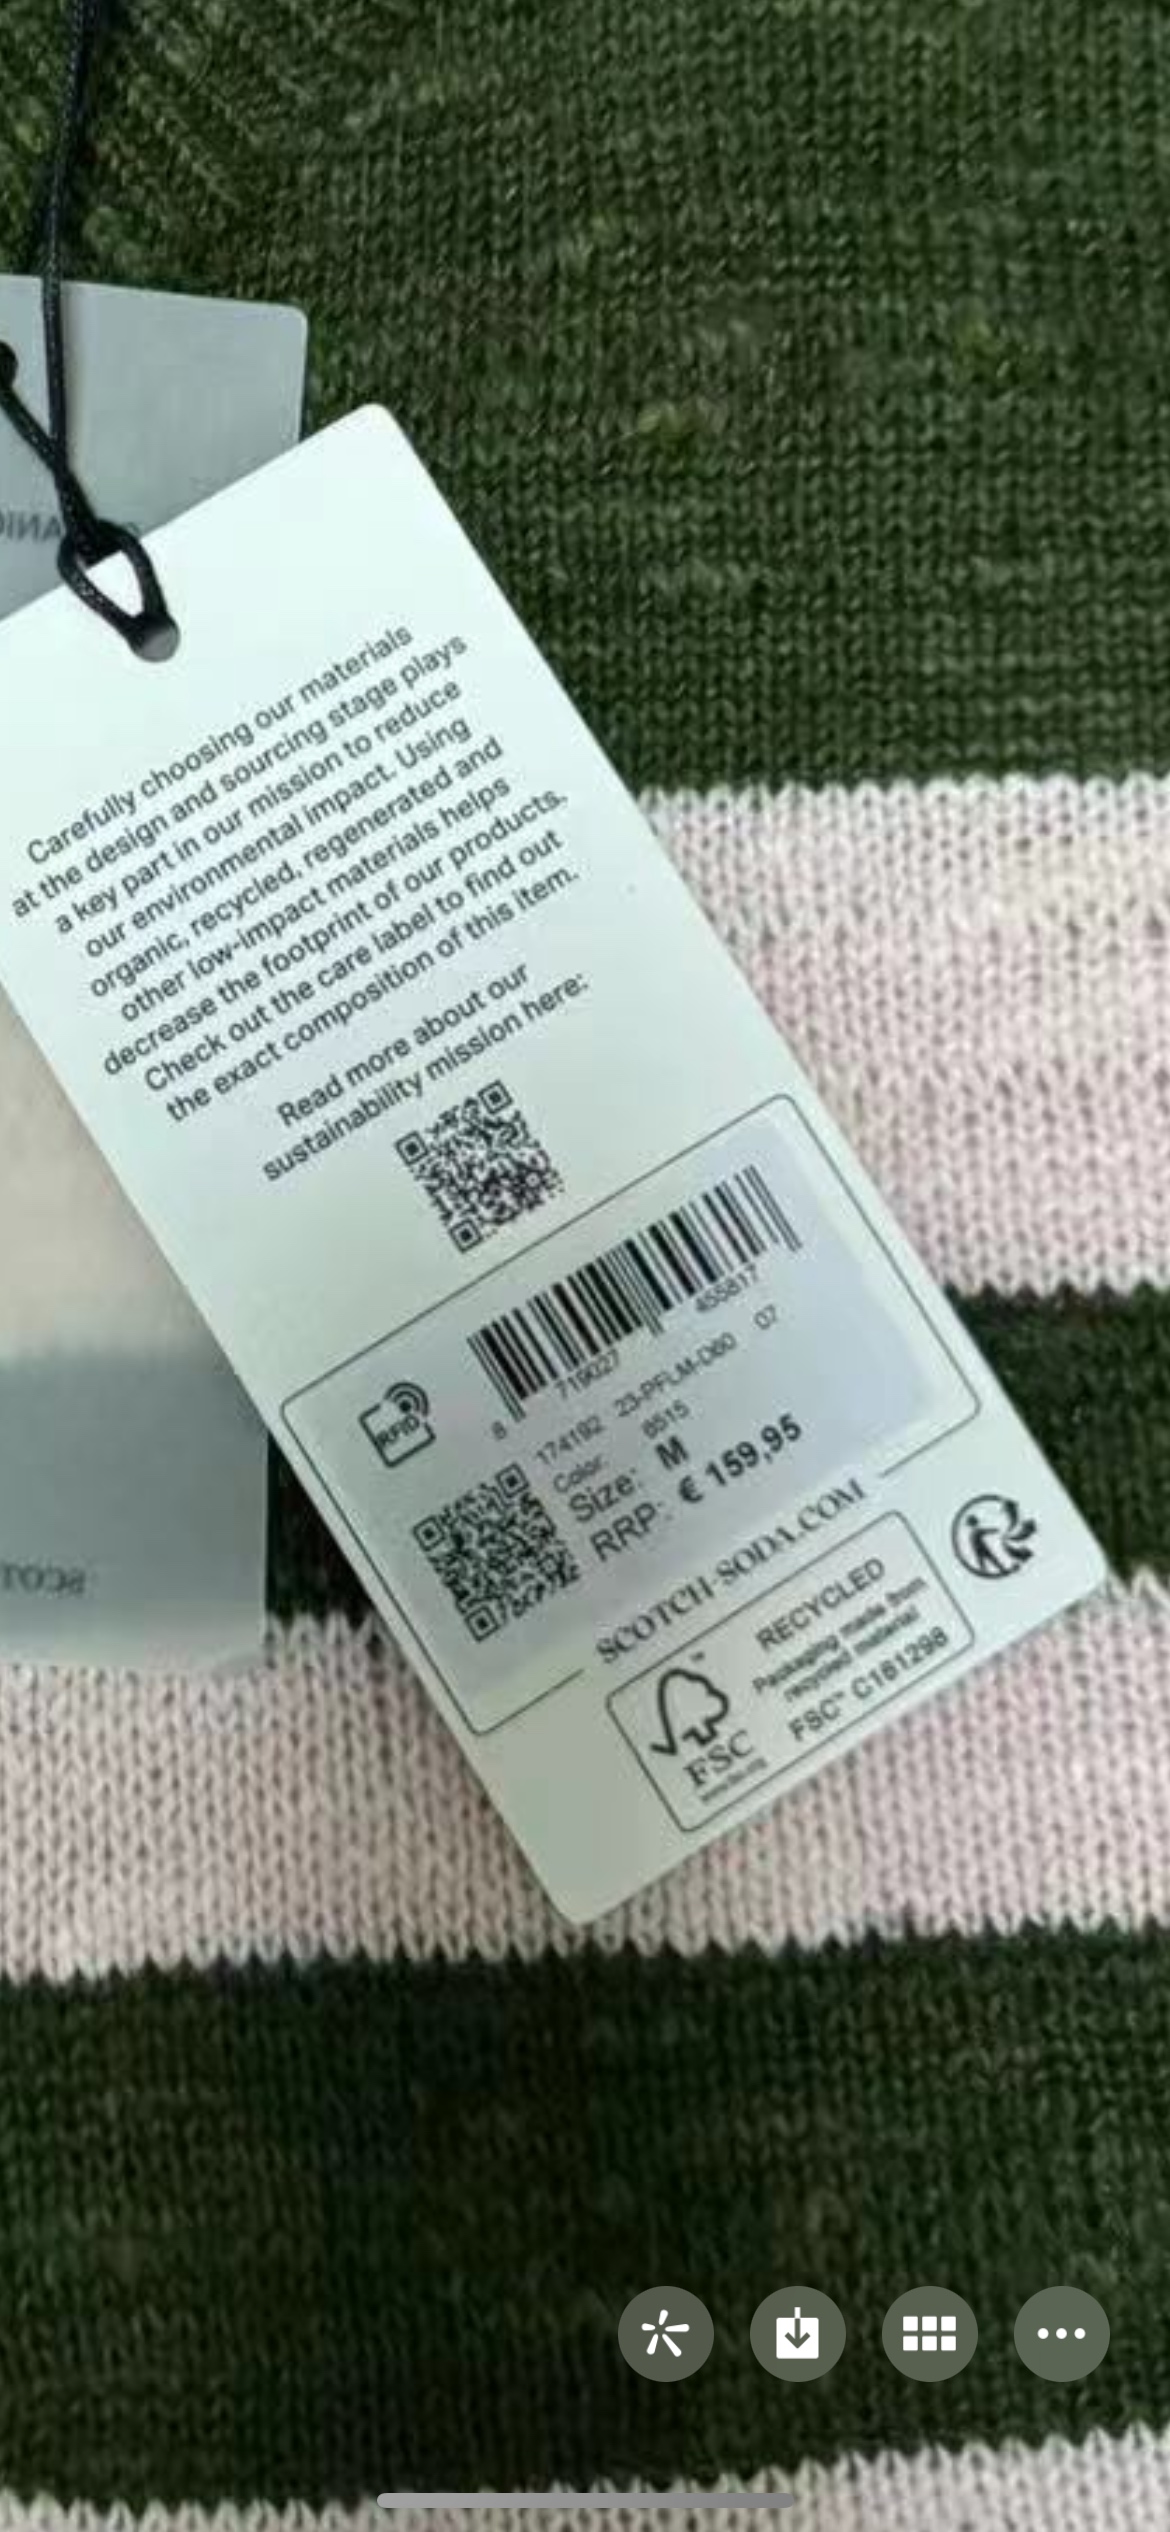 Carefully choosing our materials
at the design and sourcing stage plays
a key part in our mission to reduce
our environmental impact. Using
organic, recycled, regenerated and
other low-impact materials helps
decrease the footprint of our products.
Check out the care label to find out
the exact composition of this item.
Read more about our
sustainability mission here:
8 719027 455817
RFID
174192 23-PFLM-D60 07
Color: 8515
Size: M
RRP: € 159,95
SCOTCH-SODA.COM
RECYCLED
Packaging made from
recycled material
FSC™ C181298
FSC